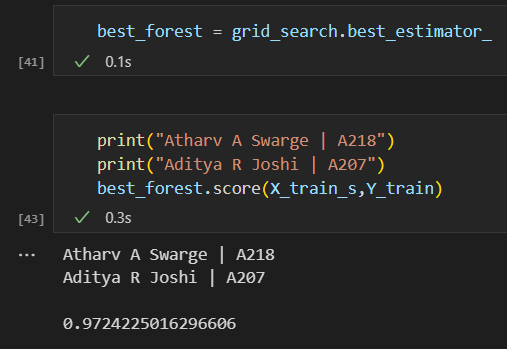 best_forest = grid_search.best_estimator_
[41]
✓ 0.1s
print("Atharv A Swarge | A218")
print("Aditya R Joshi | A207")
best_forest.score(X_train_s,Y_train)
[43]
✓ 0.3s
... Atharv A Swarge | A218
Aditya R Joshi | A207
0.9724225016296606